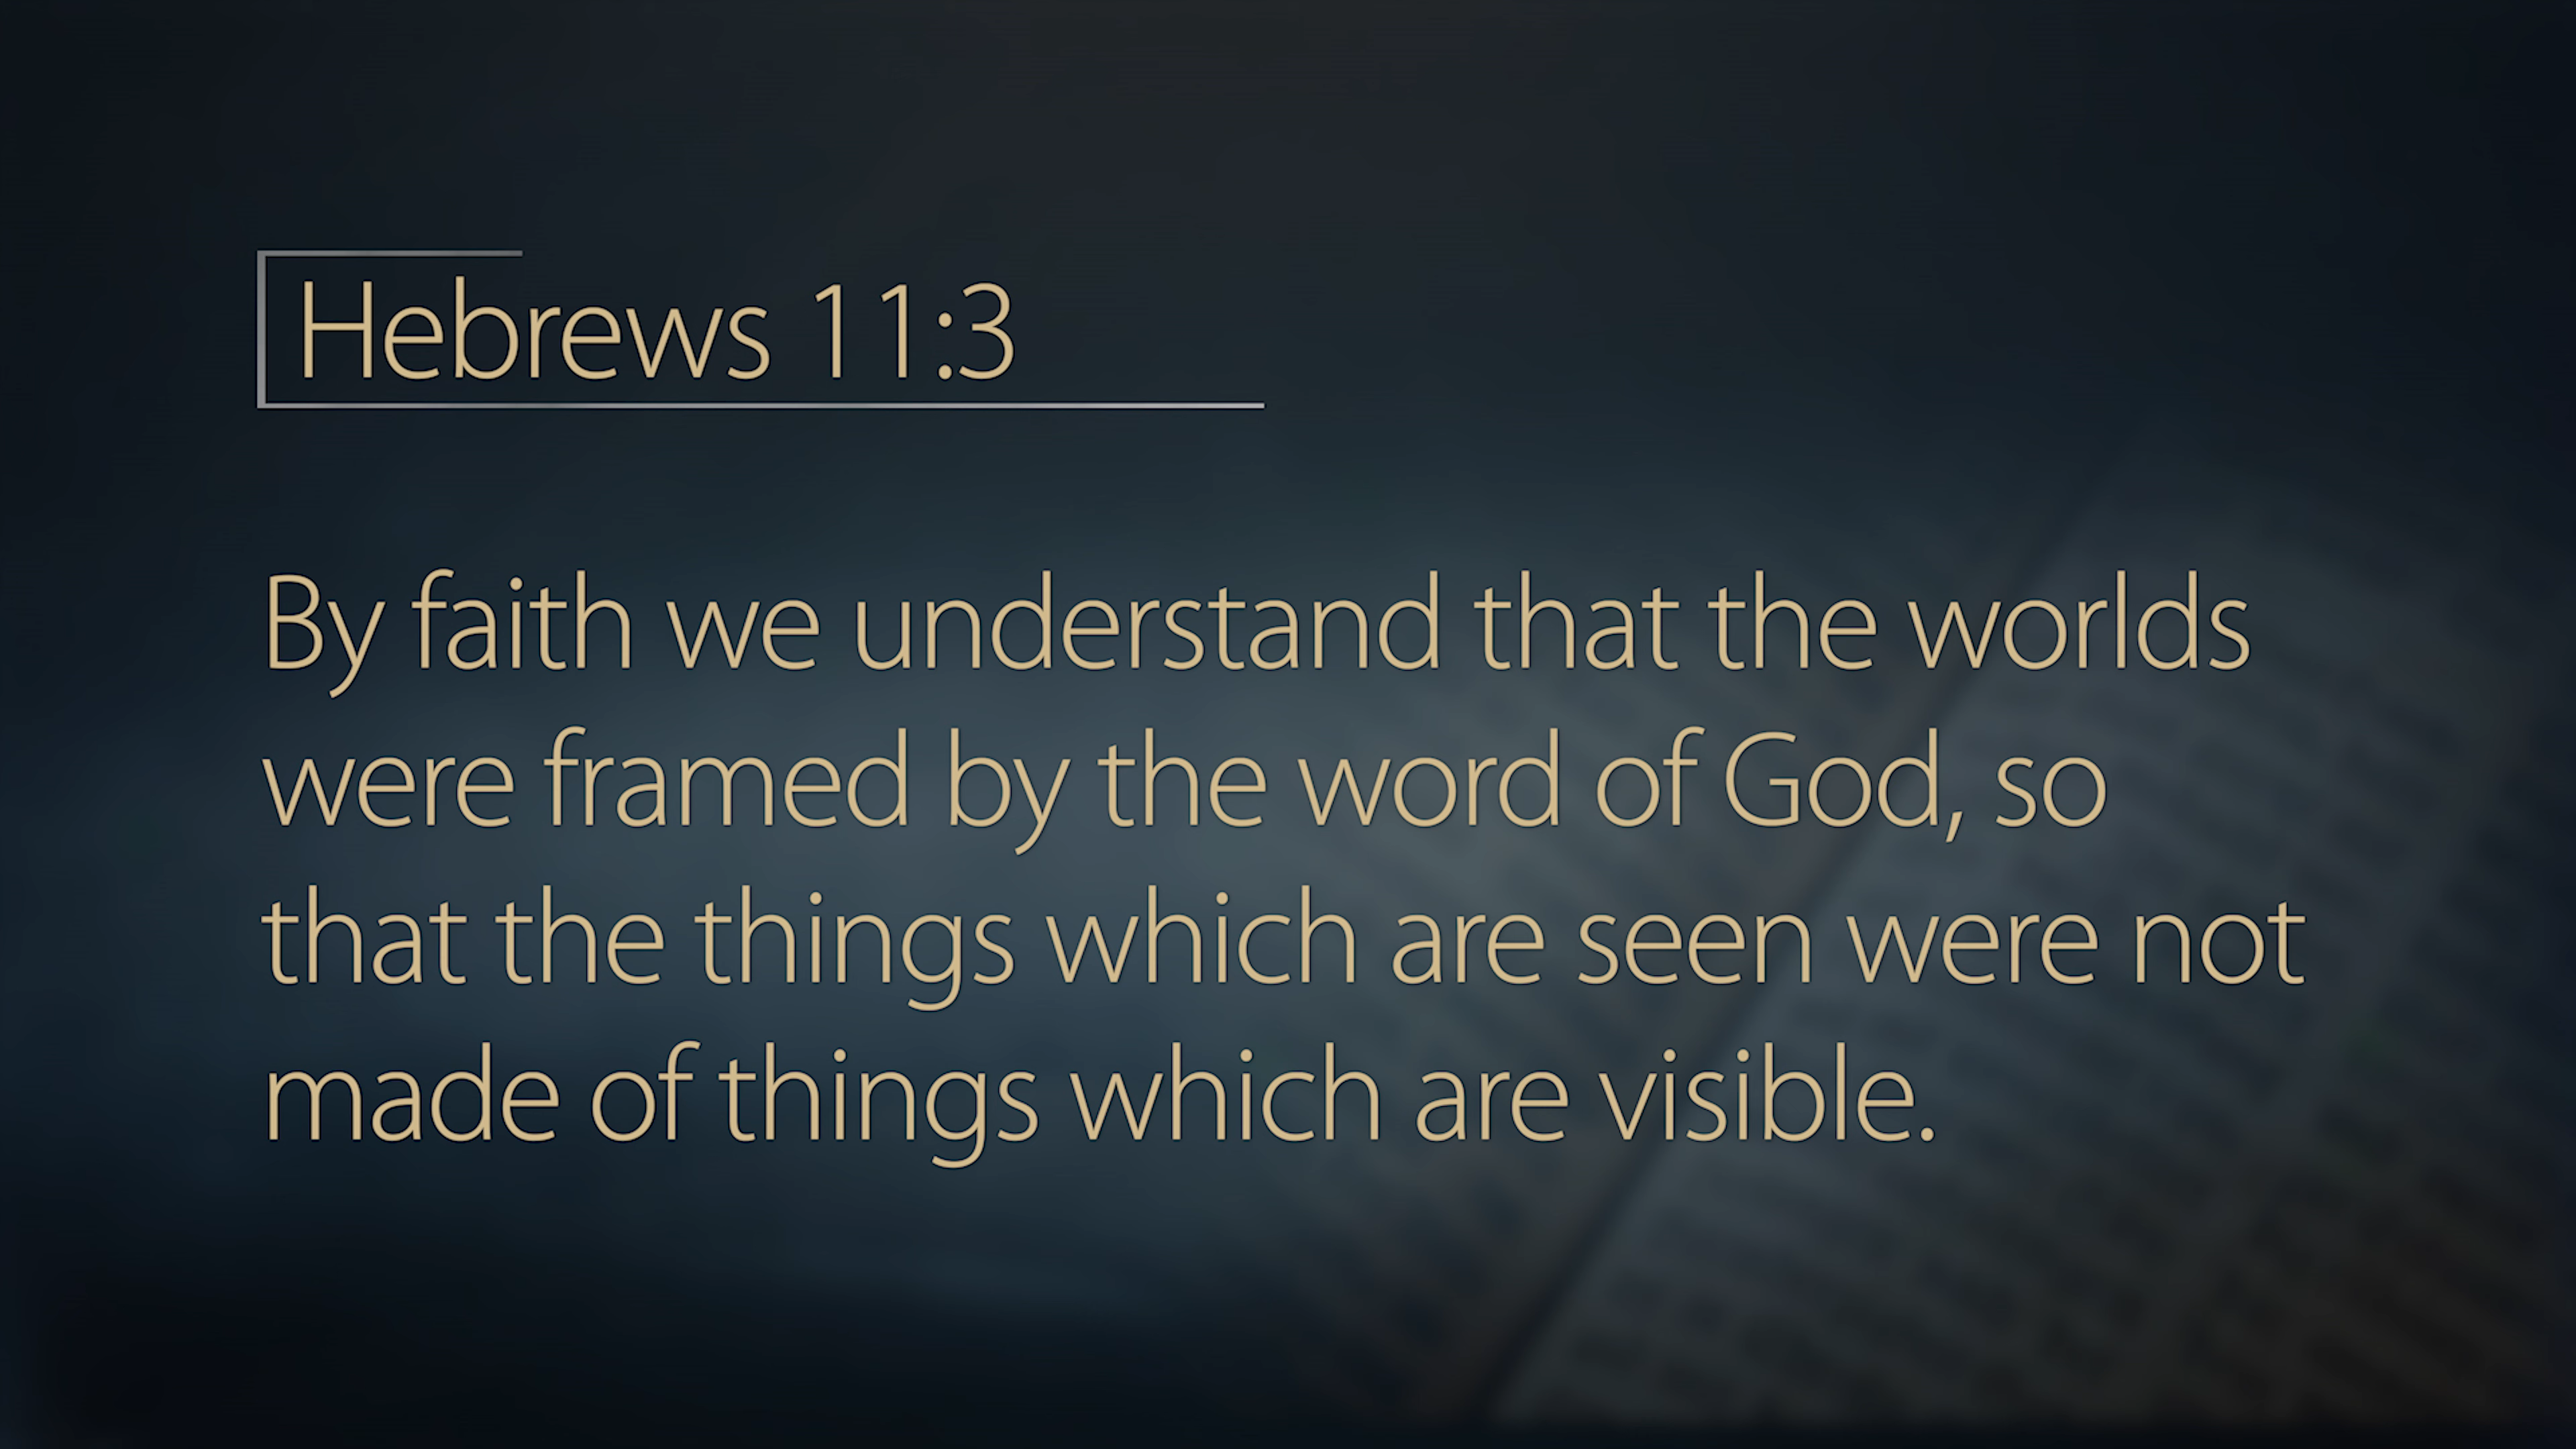 Hebrews 11:3
By faith we understand that the worlds
were framed by the word of God, so
that the things which are seen were not
made of things which are visible.